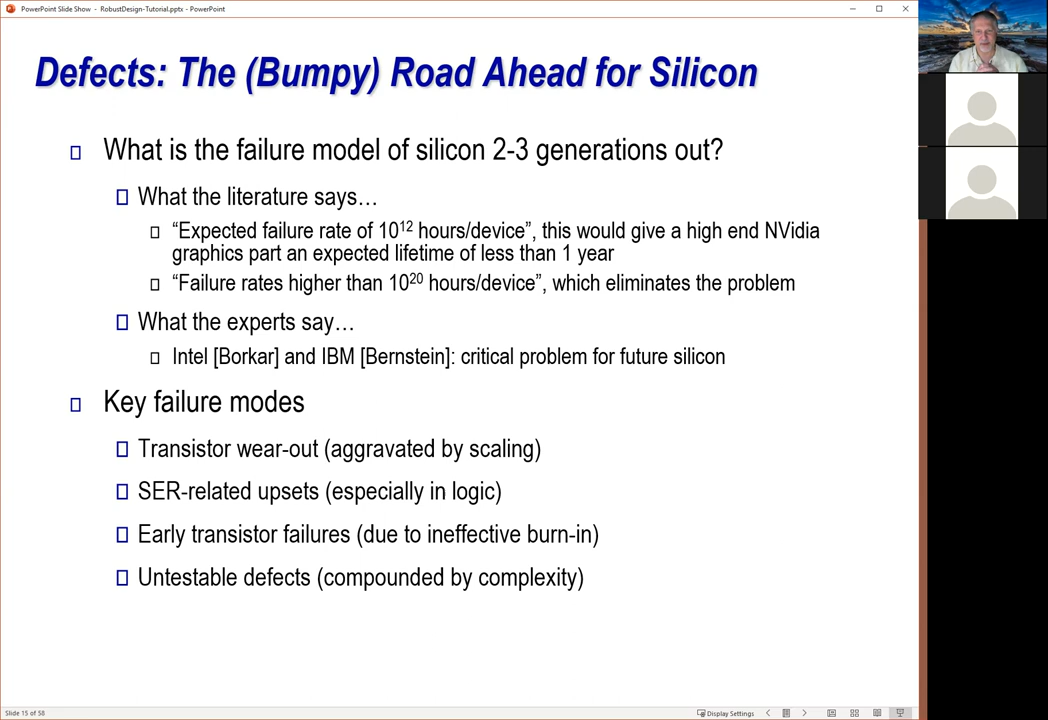 PowerPoint Slide Show - RobustDesign-Tutorial.pptx - PowerPoint
Defects: The (Bumpy) Road Ahead for Silicon
What is the failure model of silicon 2-3 generations out?
What the literature says…
“Expected failure rate of 10¹² hours/device”, this would give a high end NVidia
graphics part an expected lifetime of less than 1 year
“Failure rates higher than 10²⁰ hours/device”, which eliminates the problem
What the experts say…
Intel [Borkar] and IBM [Bernstein]: critical problem for future silicon
Key failure modes
Transistor wear-out (aggravated by scaling)
SER-related upsets (especially in logic)
Early transistor failures (due to ineffective burn-in)
Untestable defects (compounded by complexity)
Slide 15 of 58
Display Settings